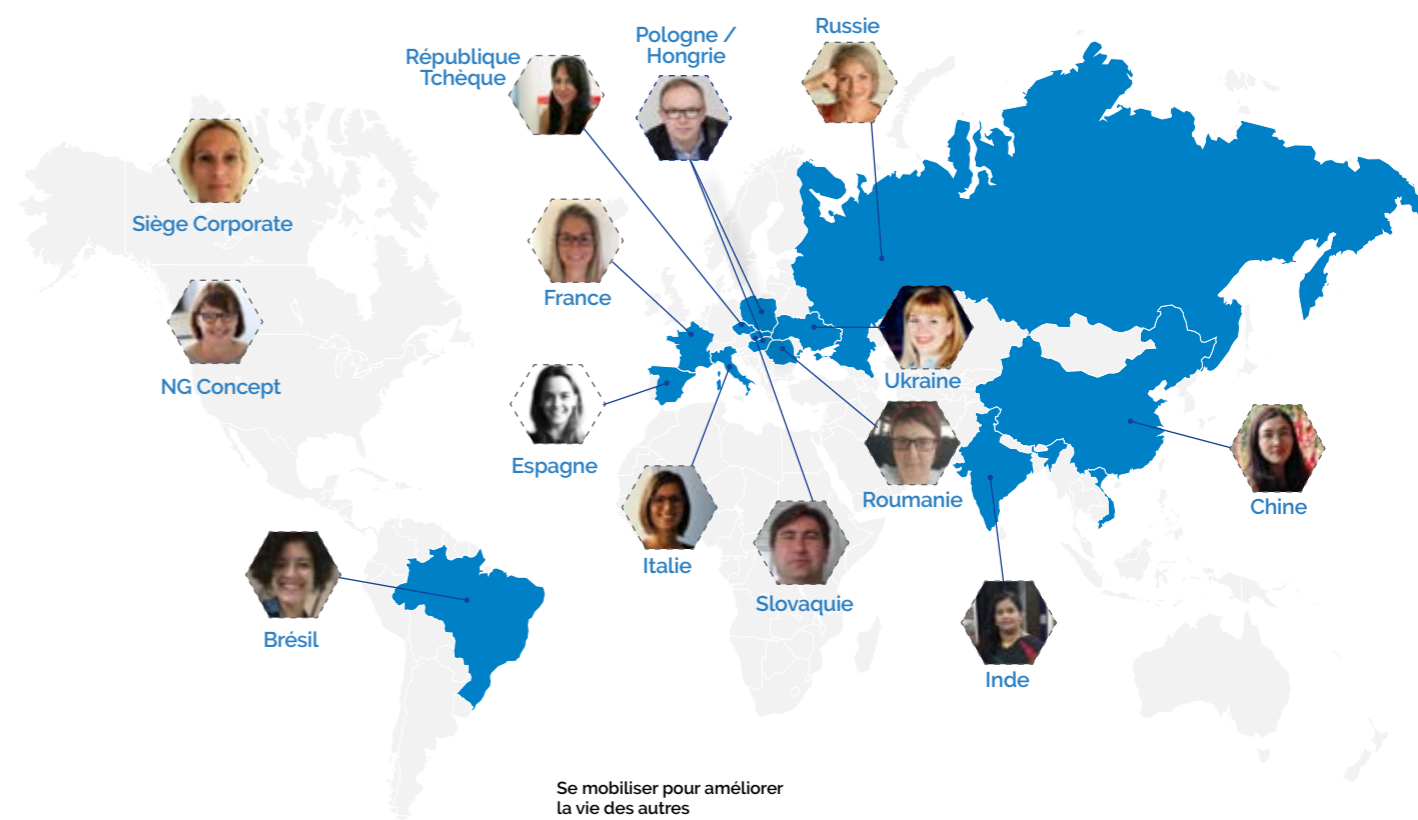 Russie
Pologne /
Hongrie
République
Tchèque
Siège Corporate
France
NG Concept
Ukraine
Espagne
Roumanie
Chine
Italie
Slovaquie
Brésil
Inde
Se mobiliser pour améliorer
la vie des autres